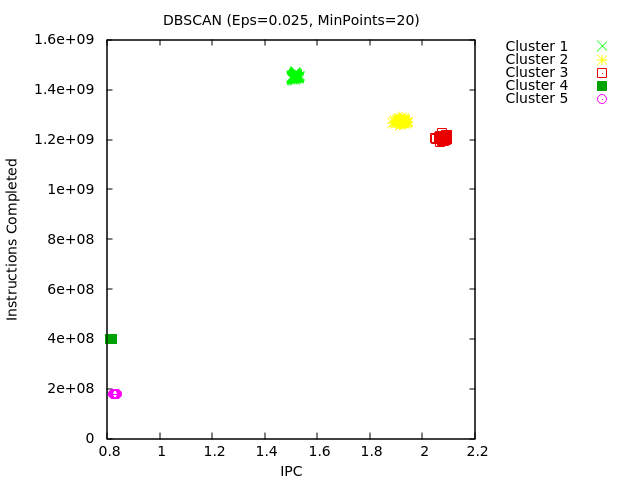 DBSCAN (Eps=0.025, MinPoints=20)
Cluster 1
Cluster 2
Cluster 3
Cluster 4
Cluster 5
Instructions Completed
1.6e+09
1.4e+09
1.2e+09
1e+09
8e+08
6e+08
4e+08
2e+08
0
0.8 1 1.2 1.4 1.6 1.8 2 2.2
IPC